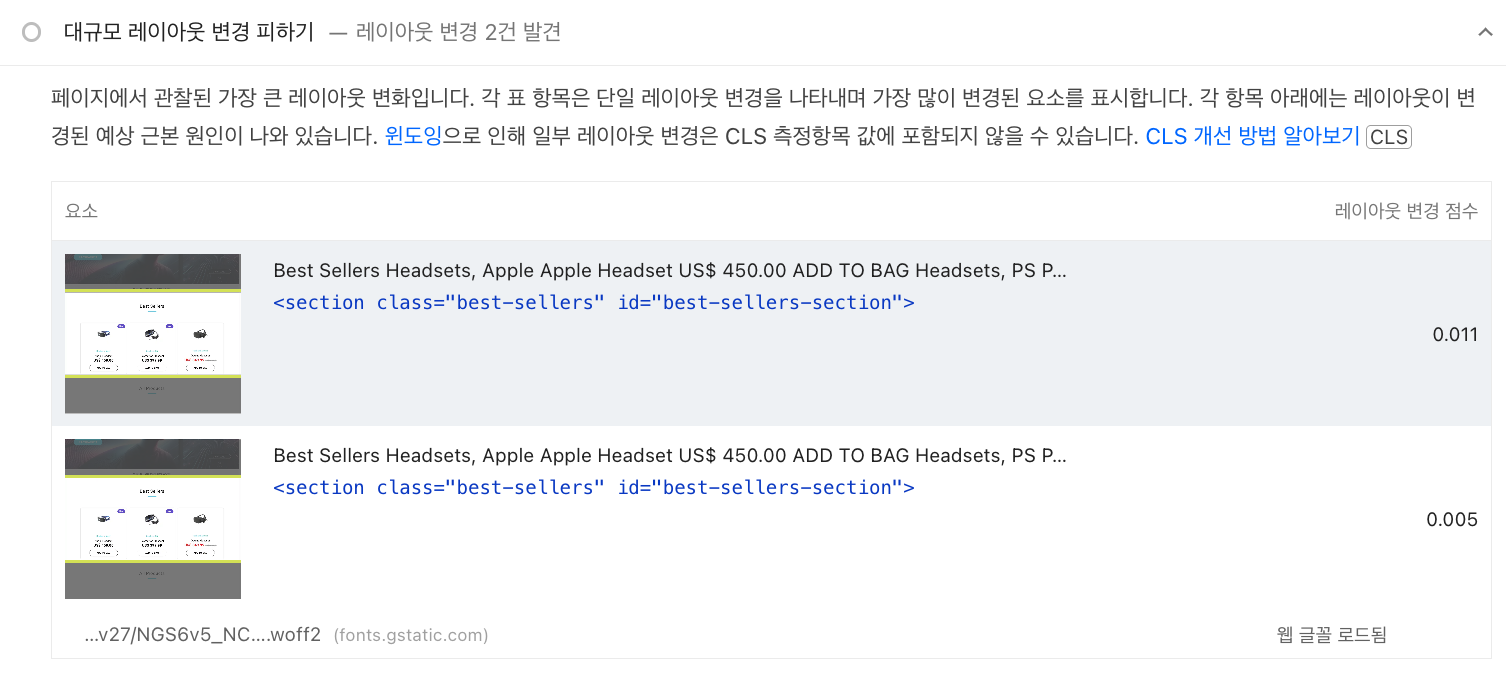 대규모 레이아웃 변경 피하기 — 레이아웃 변경 2건 발견
페이지에서 관찰된 가장 큰 레이아웃 변화입니다. 각 표 항목은 단일 레이아웃 변경을 나타내며 가장 많이 변경된 요소를 표시합니다. 각 항목 아래에는 레이아웃이 변
경된 예상 근본 원인이 나와 있습니다. 윈도잉으로 인해 일부 레이아웃 변경은 CLS 측정항목 값에 포함되지 않을 수 있습니다. CLS 개선 방법 알아보기 CLS
요소 레이아웃 변경 점수
Best Sellers Headsets, Apple Apple Headset US$ 450.00 ADD TO BAG Headsets, PS P...
<section class="best-sellers" id="best-sellers-section">
0.011
Best Sellers
Best Sellers Headsets, Apple Apple Headset US$ 450.00 ADD TO BAG Headsets, PS P...
<section class="best-sellers" id="best-sellers-section">
0.005
Best Sellers
...v27/NGS6v5_NC....woff2 (fonts.gstatic.com) 웹 글꼴 로드됨